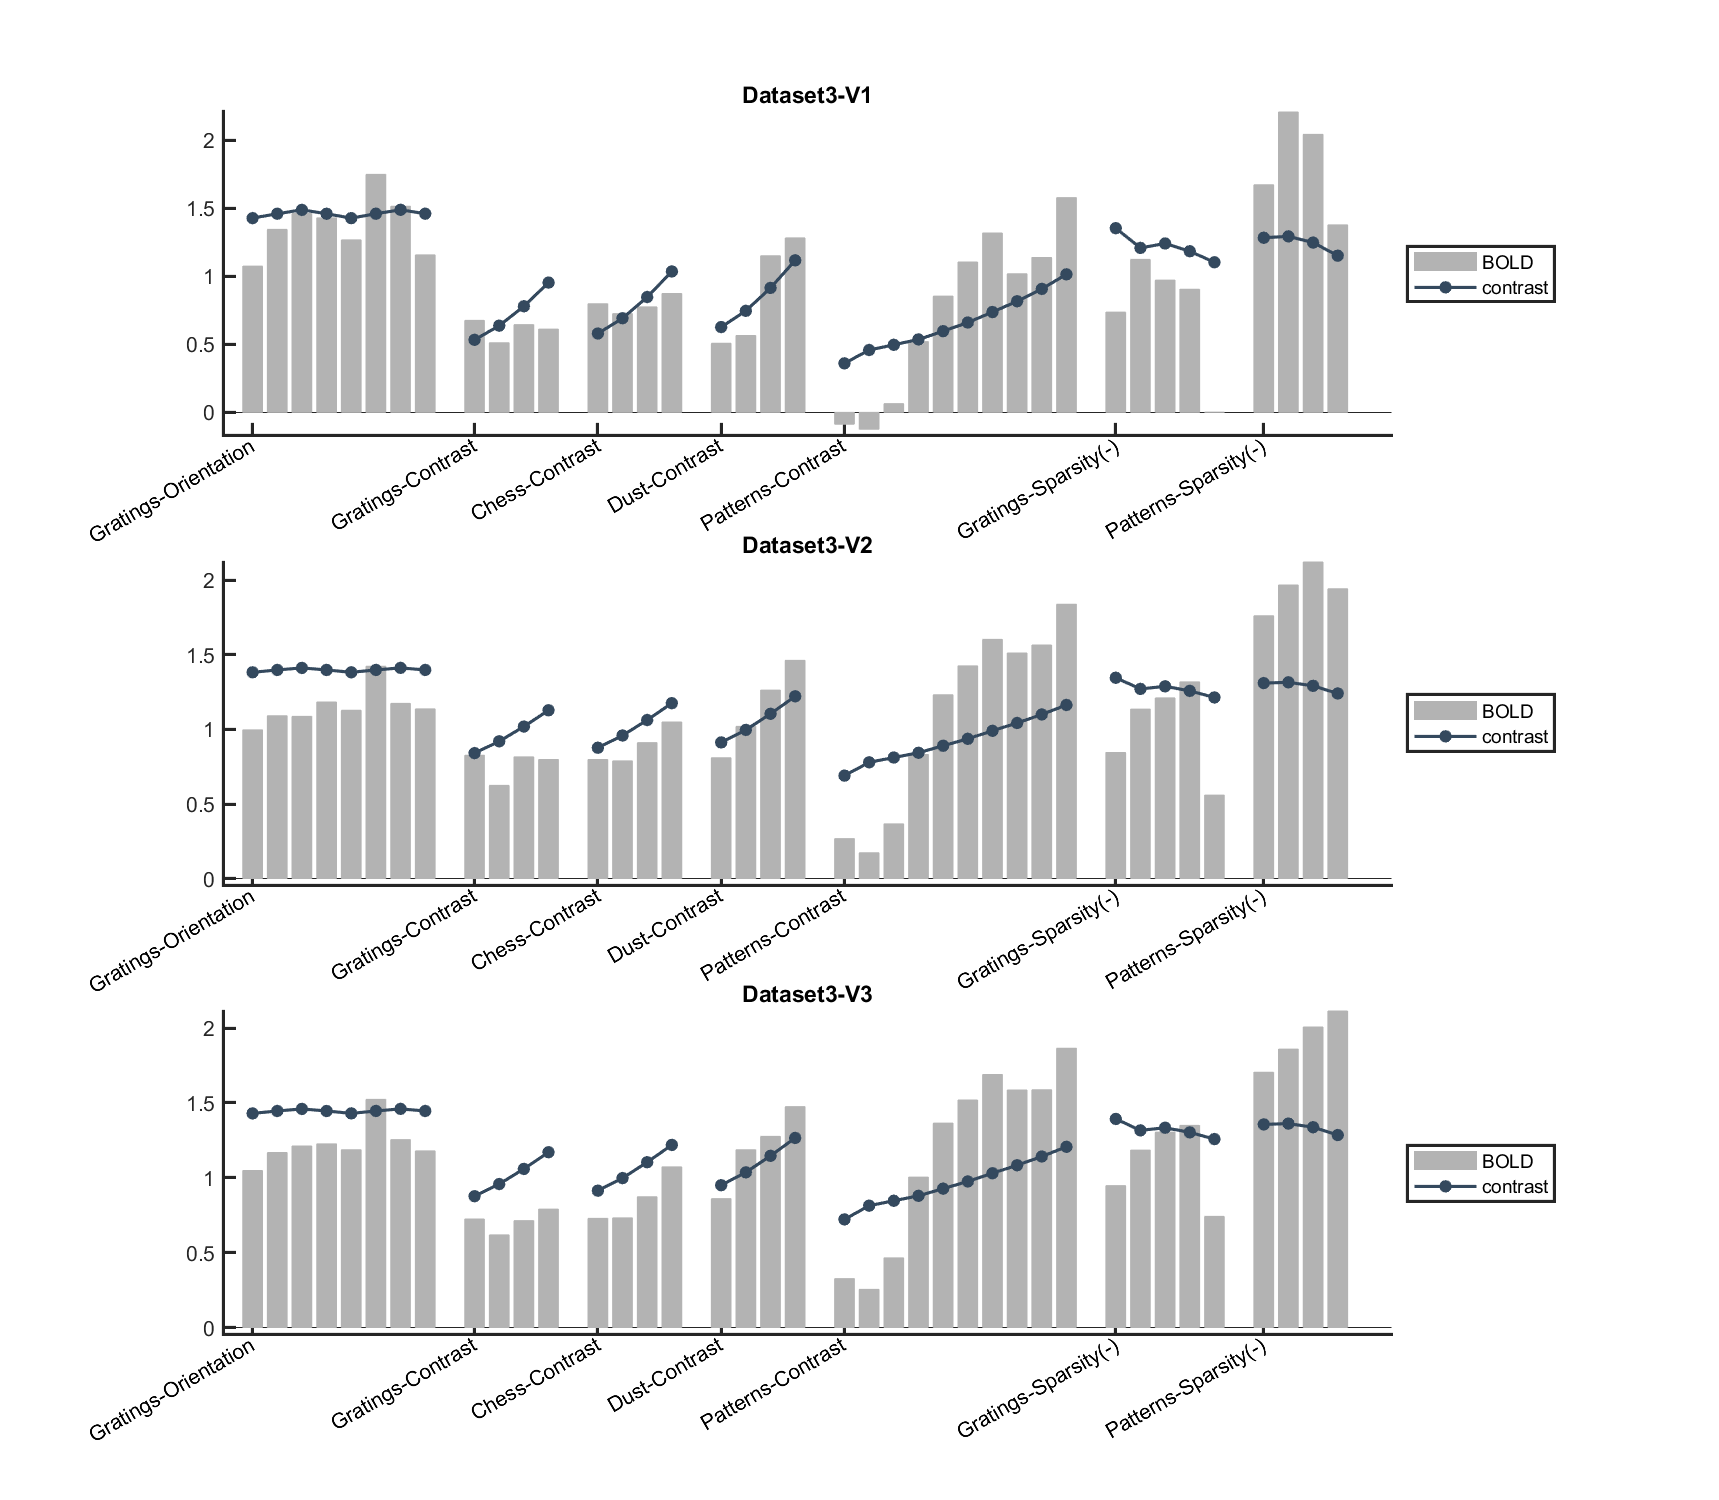 Dataset3-V1
2
1.5
1
0.5
0
BOLD
contrast
Gratings-Orientation
Gratings-Contrast
Chess-Contrast
Dust-Contrast
Patterns-Contrast
Gratings-Sparsity(-)
Patterns-Sparsity(-)
Dataset3-V2
2
1.5
1
0.5
0
BOLD
contrast
Gratings-Orientation
Gratings-Contrast
Chess-Contrast
Dust-Contrast
Patterns-Contrast
Gratings-Sparsity(-)
Patterns-Sparsity(-)
Dataset3-V3
2
1.5
1
0.5
0
BOLD
contrast
Gratings-Orientation
Gratings-Contrast
Chess-Contrast
Dust-Contrast
Patterns-Contrast
Gratings-Sparsity(-)
Patterns-Sparsity(-)